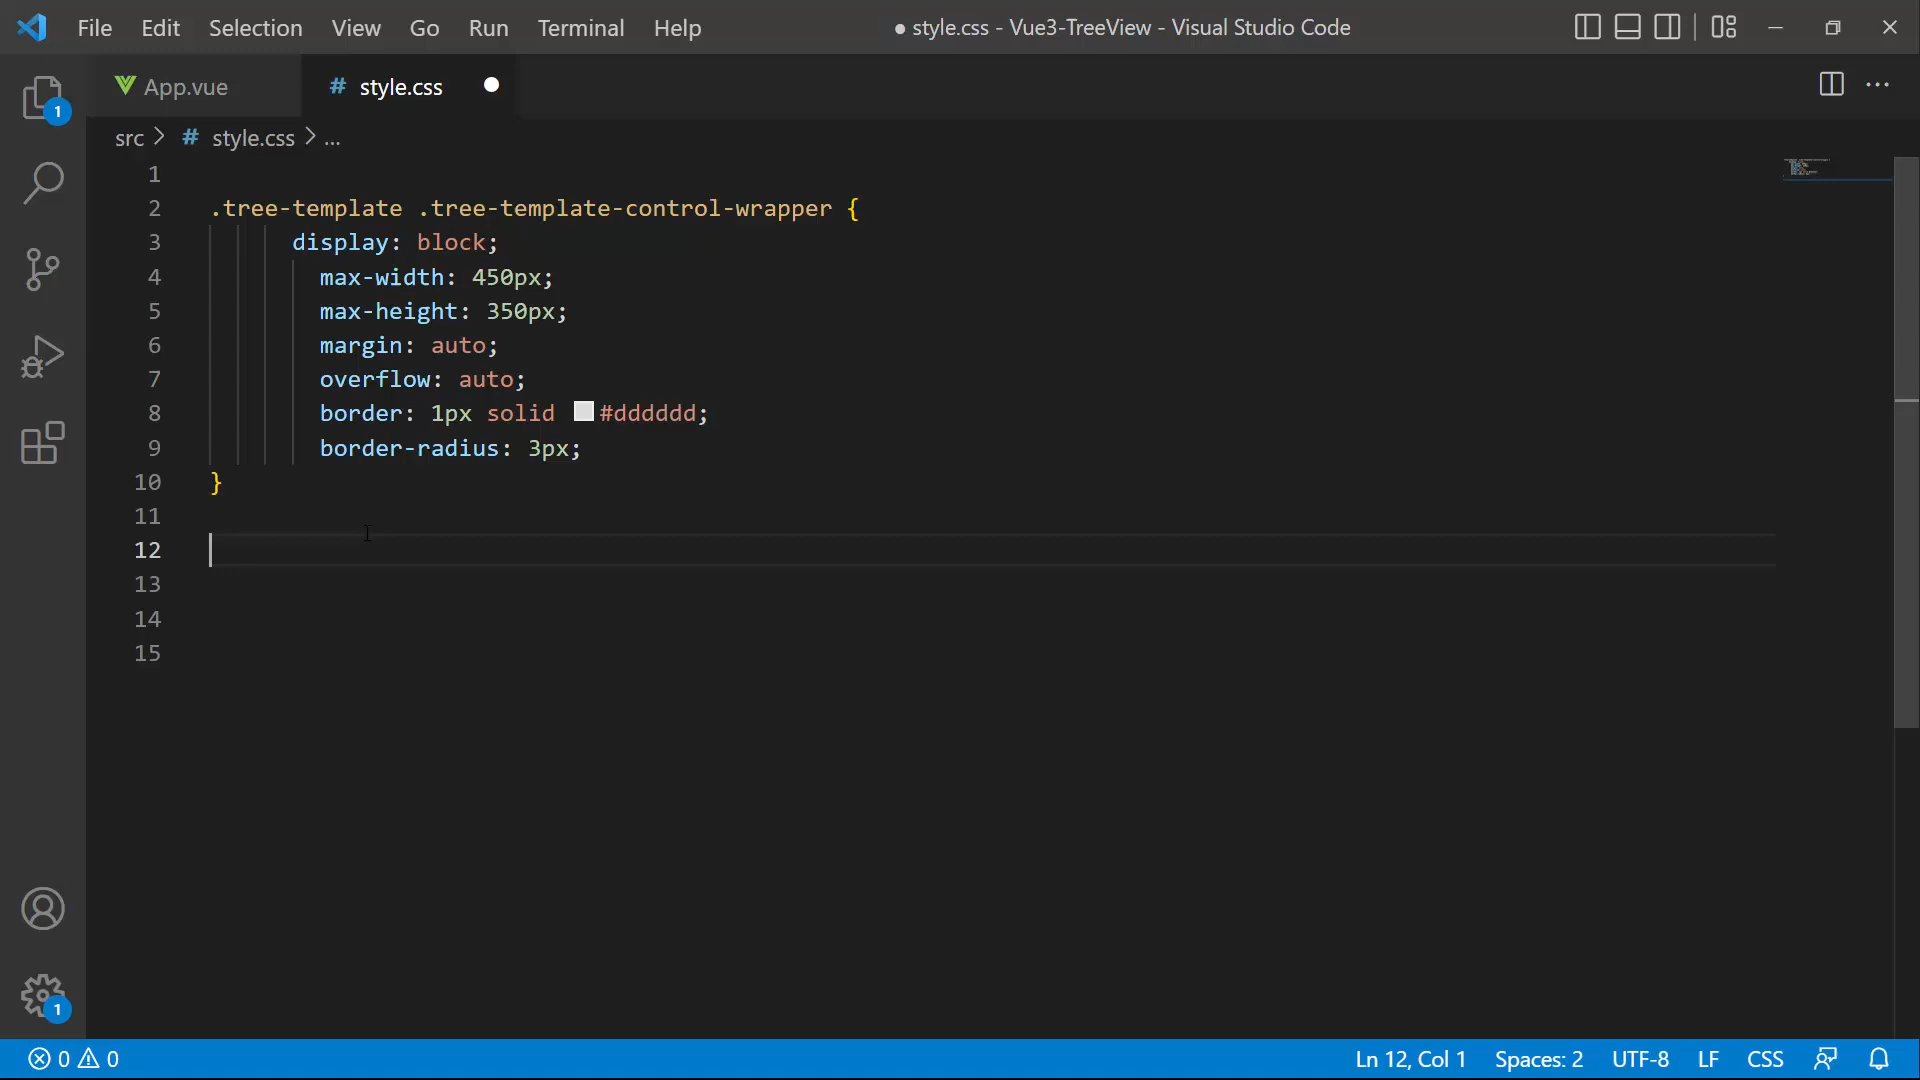 File Edit Selection View Go Run Terminal Help ● style.css - Vue3-TreeView - Visual Studio Code
1 App.vue # style.css
src > # style.css > ...
1
2 .tree-template .tree-template-control-wrapper {
3 display: block;
4 max-width: 450px;
5 max-height: 350px;
6 margin: auto;
7 overflow: auto;
8 border: 1px solid #dddddd;
9 border-radius: 3px;
10 }
11
12
13
14
15
1
0 0 Ln 12, Col 1 Spaces: 2 UTF-8 LF CSS